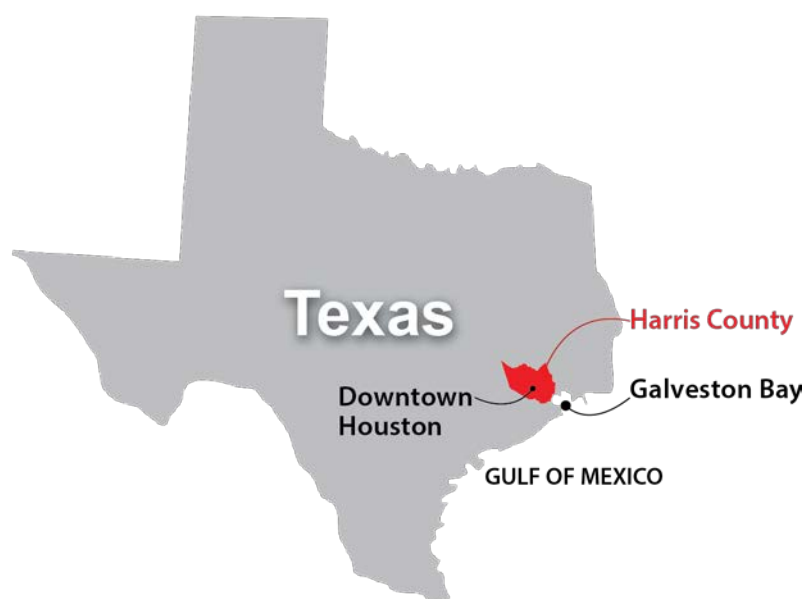 Texas
Harris County
Downtown
Houston
Galveston Bay
GULF OF MEXICO